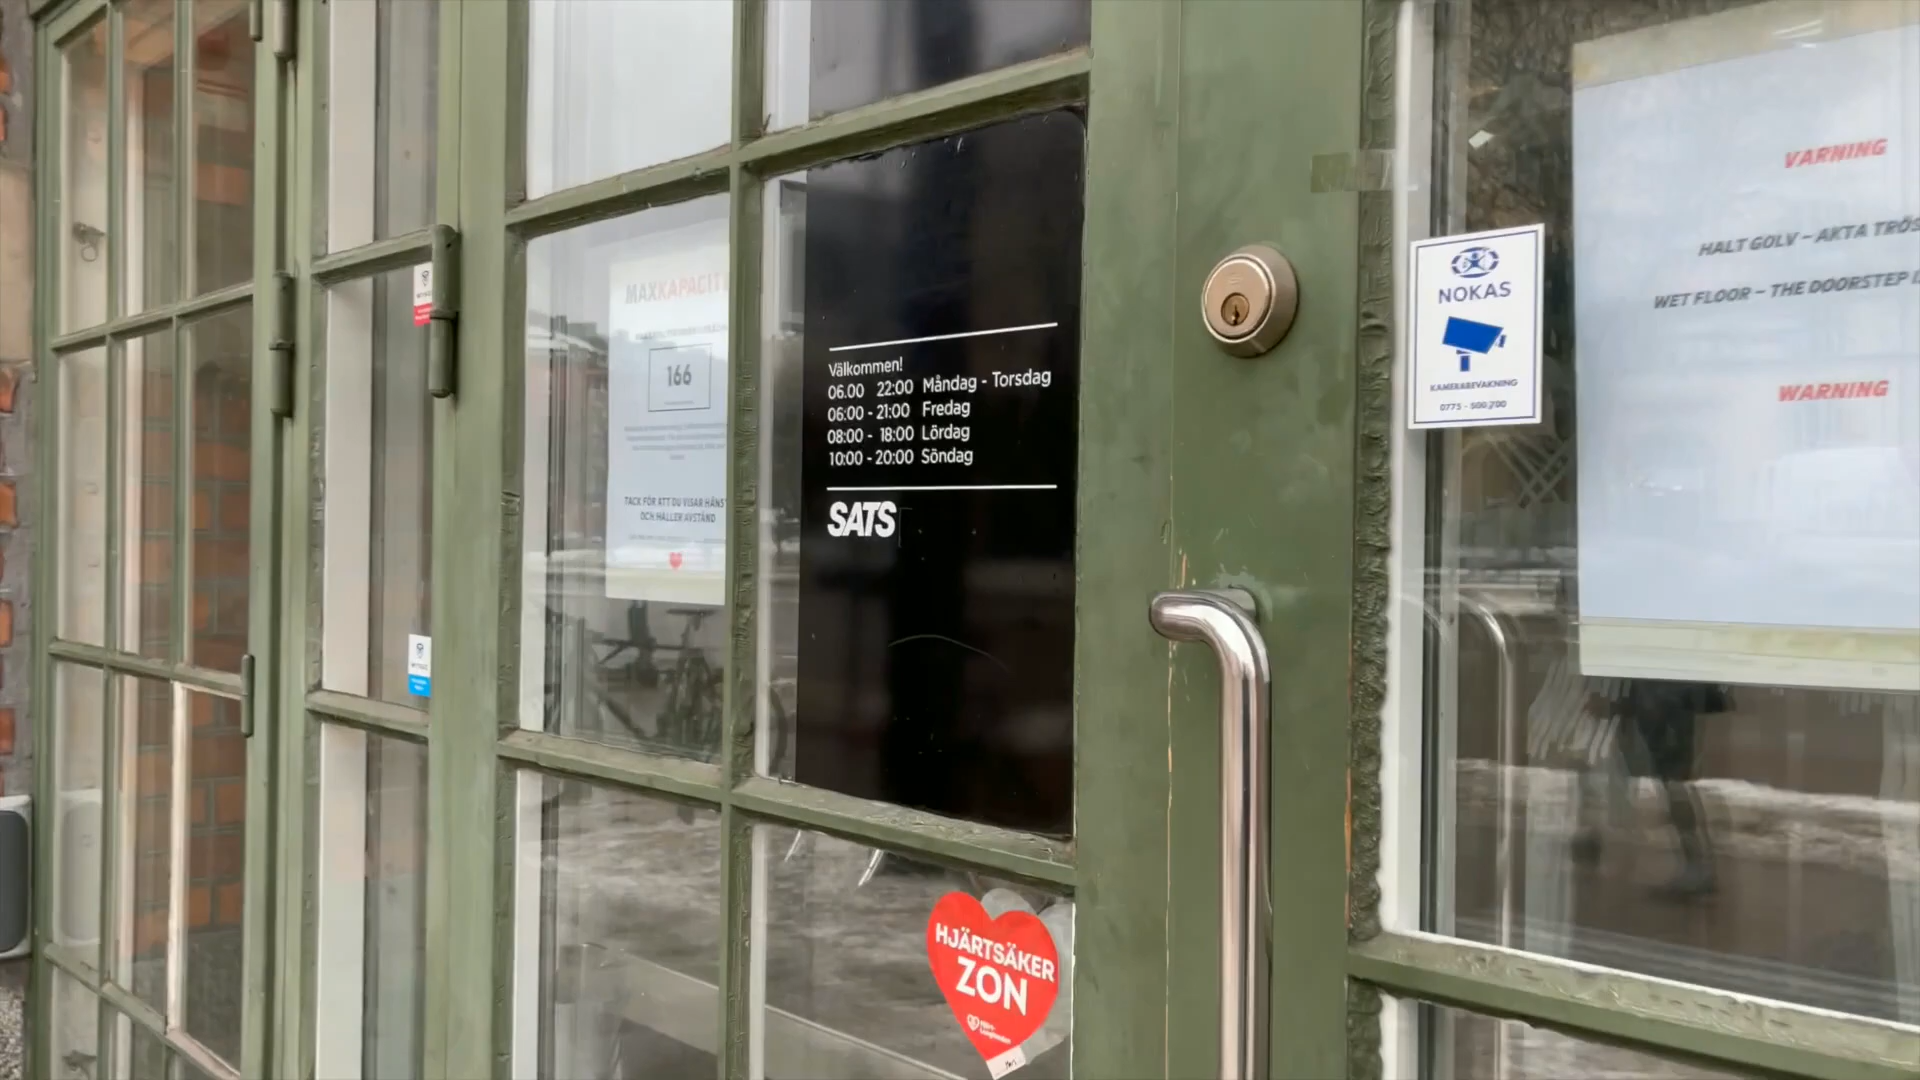 MAXKAPACIT
166
TACK FÖR ATT DU VISAR HÄNS
OCH HÅLLER AVSTÅND
Välkommen!
06.00 22:00 Måndag - Torsdag
06:00 - 21:00 Fredag
08:00 - 18:00 Lördag
10:00 - 20:00 Söndag
SATS
HJÄRTSÄKER
ZON
NOKAS
KAMERABEVAKNING
0775 - 500 700
VARNING
HALT GOLV – AKTA TRÖS
WET FLOOR – THE DOORSTEP
WARNING